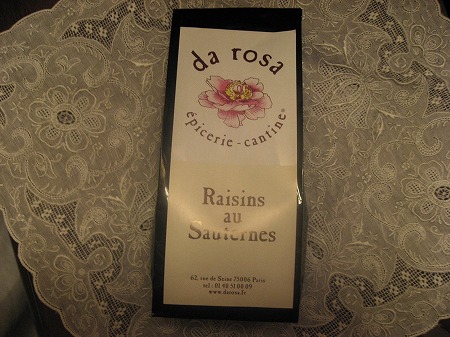 da rosa
épicerie-cantine®
Raisins
au
Sauternes
62, rue de Seine 75006 Paris
tel : 01 40 51 00 09
www.darosa.fr